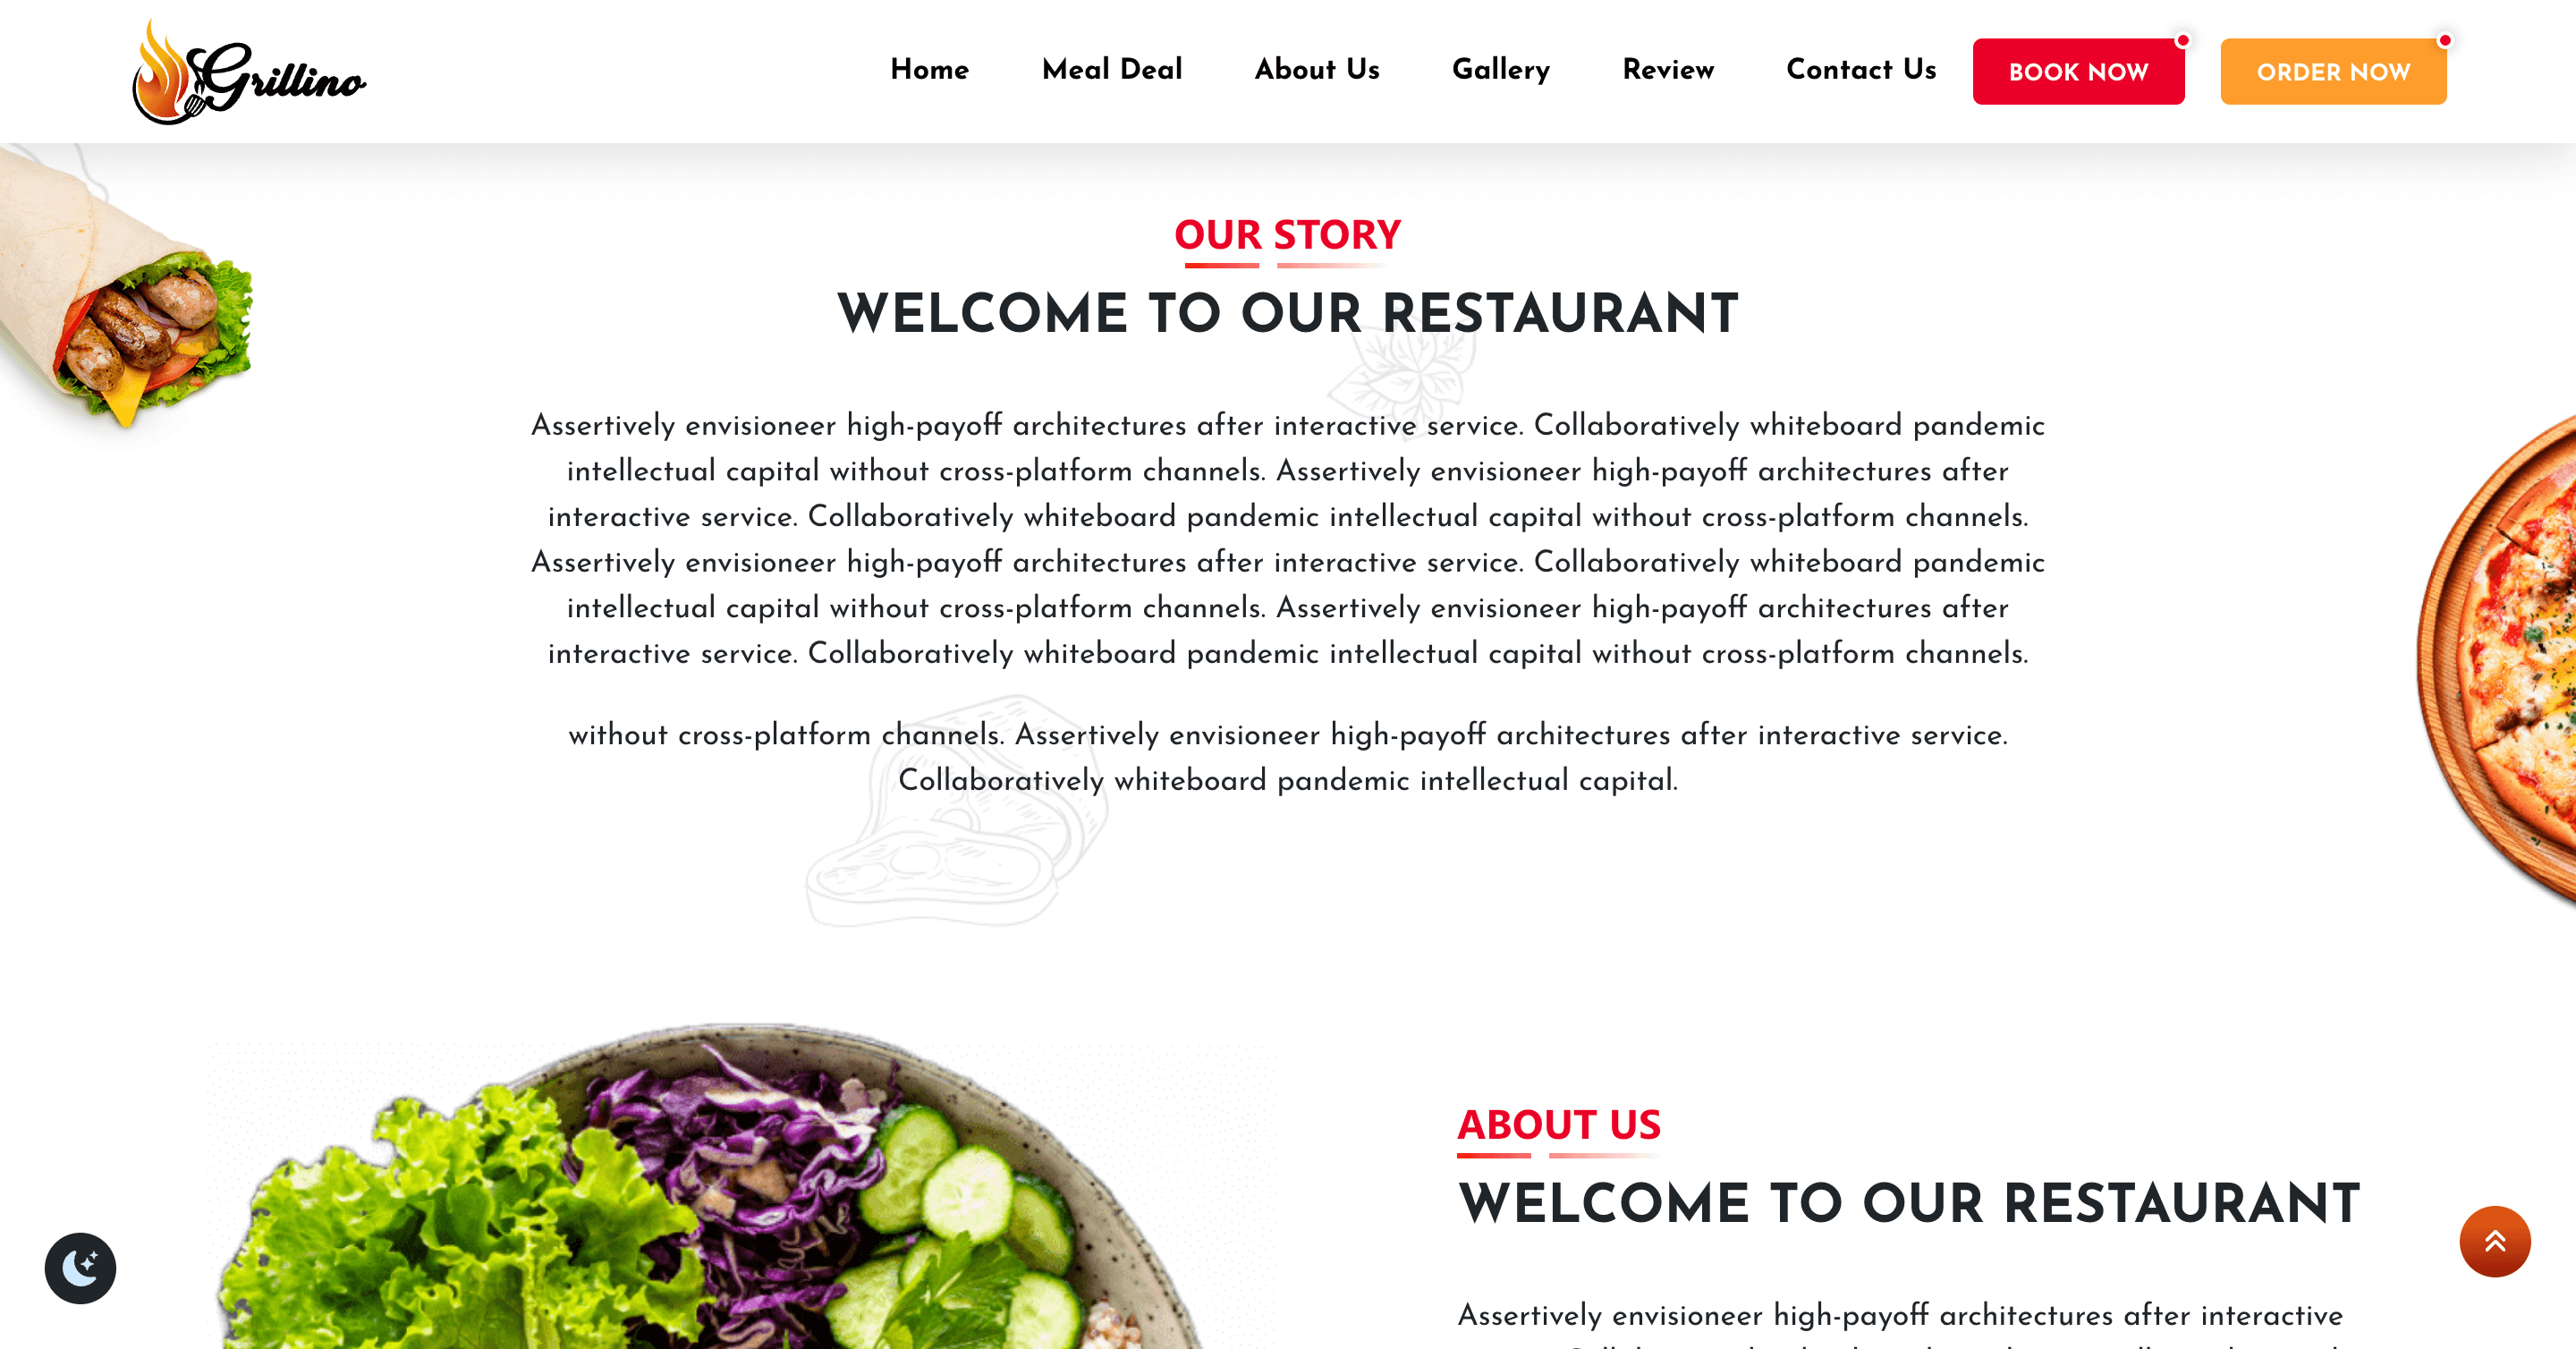 Grillino
Home Meal Deal About Us Gallery Review Contact Us BOOK NOW ORDER NOW
OUR STORY
WELCOME TO OUR RESTAURANT
Assertively envisioneer high-payoff architectures after interactive service. Collaboratively whiteboard pandemic
intellectual capital without cross-platform channels. Assertively envisioneer high-payoff architectures after
interactive service. Collaboratively whiteboard pandemic intellectual capital without cross-platform channels.
Assertively envisioneer high-payoff architectures after interactive service. Collaboratively whiteboard pandemic
intellectual capital without cross-platform channels. Assertively envisioneer high-payoff architectures after
interactive service. Collaboratively whiteboard pandemic intellectual capital without cross-platform channels.
without cross-platform channels. Assertively envisioneer high-payoff architectures after interactive service.
Collaboratively whiteboard pandemic intellectual capital.
ABOUT US
WELCOME TO OUR RESTAURANT
Assertively envisioneer high-payoff architectures after interactive